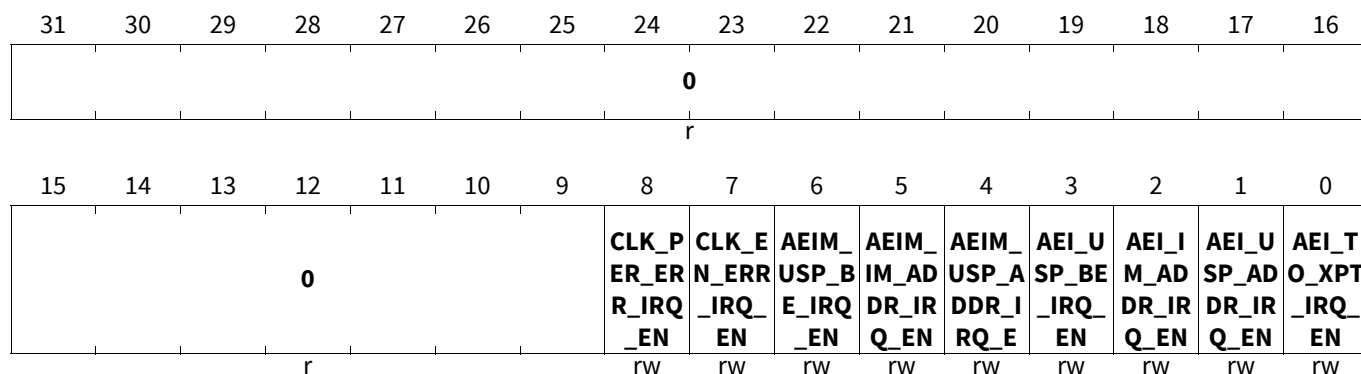 31 30 29 28 27 26 25 24 23 22 21 20 19 18 17 16
0
r
15 14 13 12 11 10 9 8 7 6 5 4 3 2 1 0
CLK_P CLK_E AEIM_ AEIM_ AEIM_ AEI_U AEI_I AEI_U AEI_T
ER_ER N_ERR USP_B IM_AD USP_A SP_BE M_AD SP_AD O_XPT
0
R_IRQ _IRQ_ E_IRQ DR_IR DDR_I _IRQ_ DR_IR DR_IR _IRQ_
_EN EN _EN Q_EN RQ_E EN Q_EN Q_EN EN
r rw rw rw rw rw rw rw rw rw